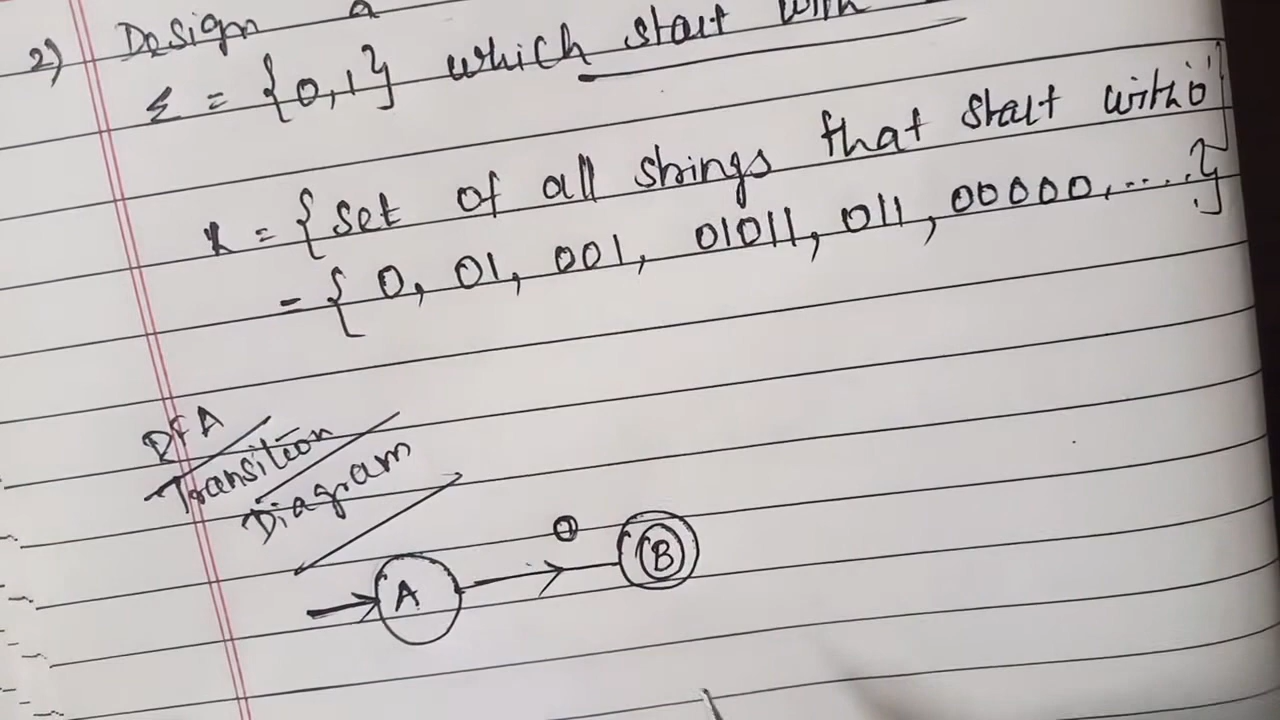 2) Design a
Σ = {0,1} which start with
L = {set of all strings that start with '0'}
= { 0, 01, 001, 01011, 011, 00000, .....}
DFA
Transition
Diagram
0
A
B